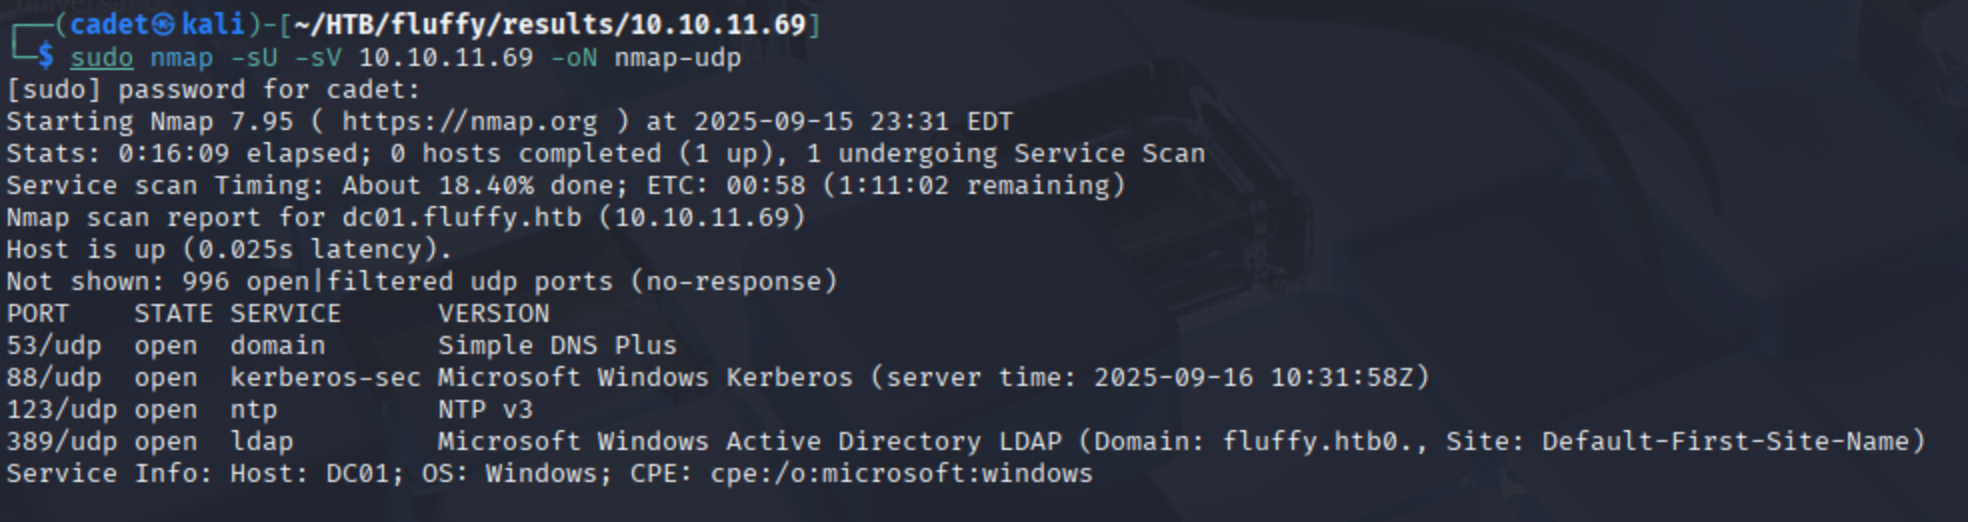 ┌──(cadet㉿kali)-[~/HTB/fluffy/results/10.10.11.69]
└─$ sudo nmap -sU -sV 10.10.11.69 -oN nmap-udp
[sudo] password for cadet:
Starting Nmap 7.95 ( https://nmap.org ) at 2025-09-15 23:31 EDT
Stats: 0:16:09 elapsed; 0 hosts completed (1 up), 1 undergoing Service Scan
Service scan Timing: About 18.40% done; ETC: 00:58 (1:11:02 remaining)
Nmap scan report for dc01.fluffy.htb (10.10.11.69)
Host is up (0.025s latency).
Not shown: 996 open|filtered udp ports (no-response)
PORT    STATE SERVICE      VERSION
53/udp  open  domain       Simple DNS Plus
88/udp  open  kerberos-sec Microsoft Windows Kerberos (server time: 2025-09-16 10:31:58Z)
123/udp open  ntp          NTP v3
389/udp open  ldap         Microsoft Windows Active Directory LDAP (Domain: fluffy.htb0., Site: Default-First-Site-Name)
Service Info: Host: DC01; OS: Windows; CPE: cpe:/o:microsoft:windows